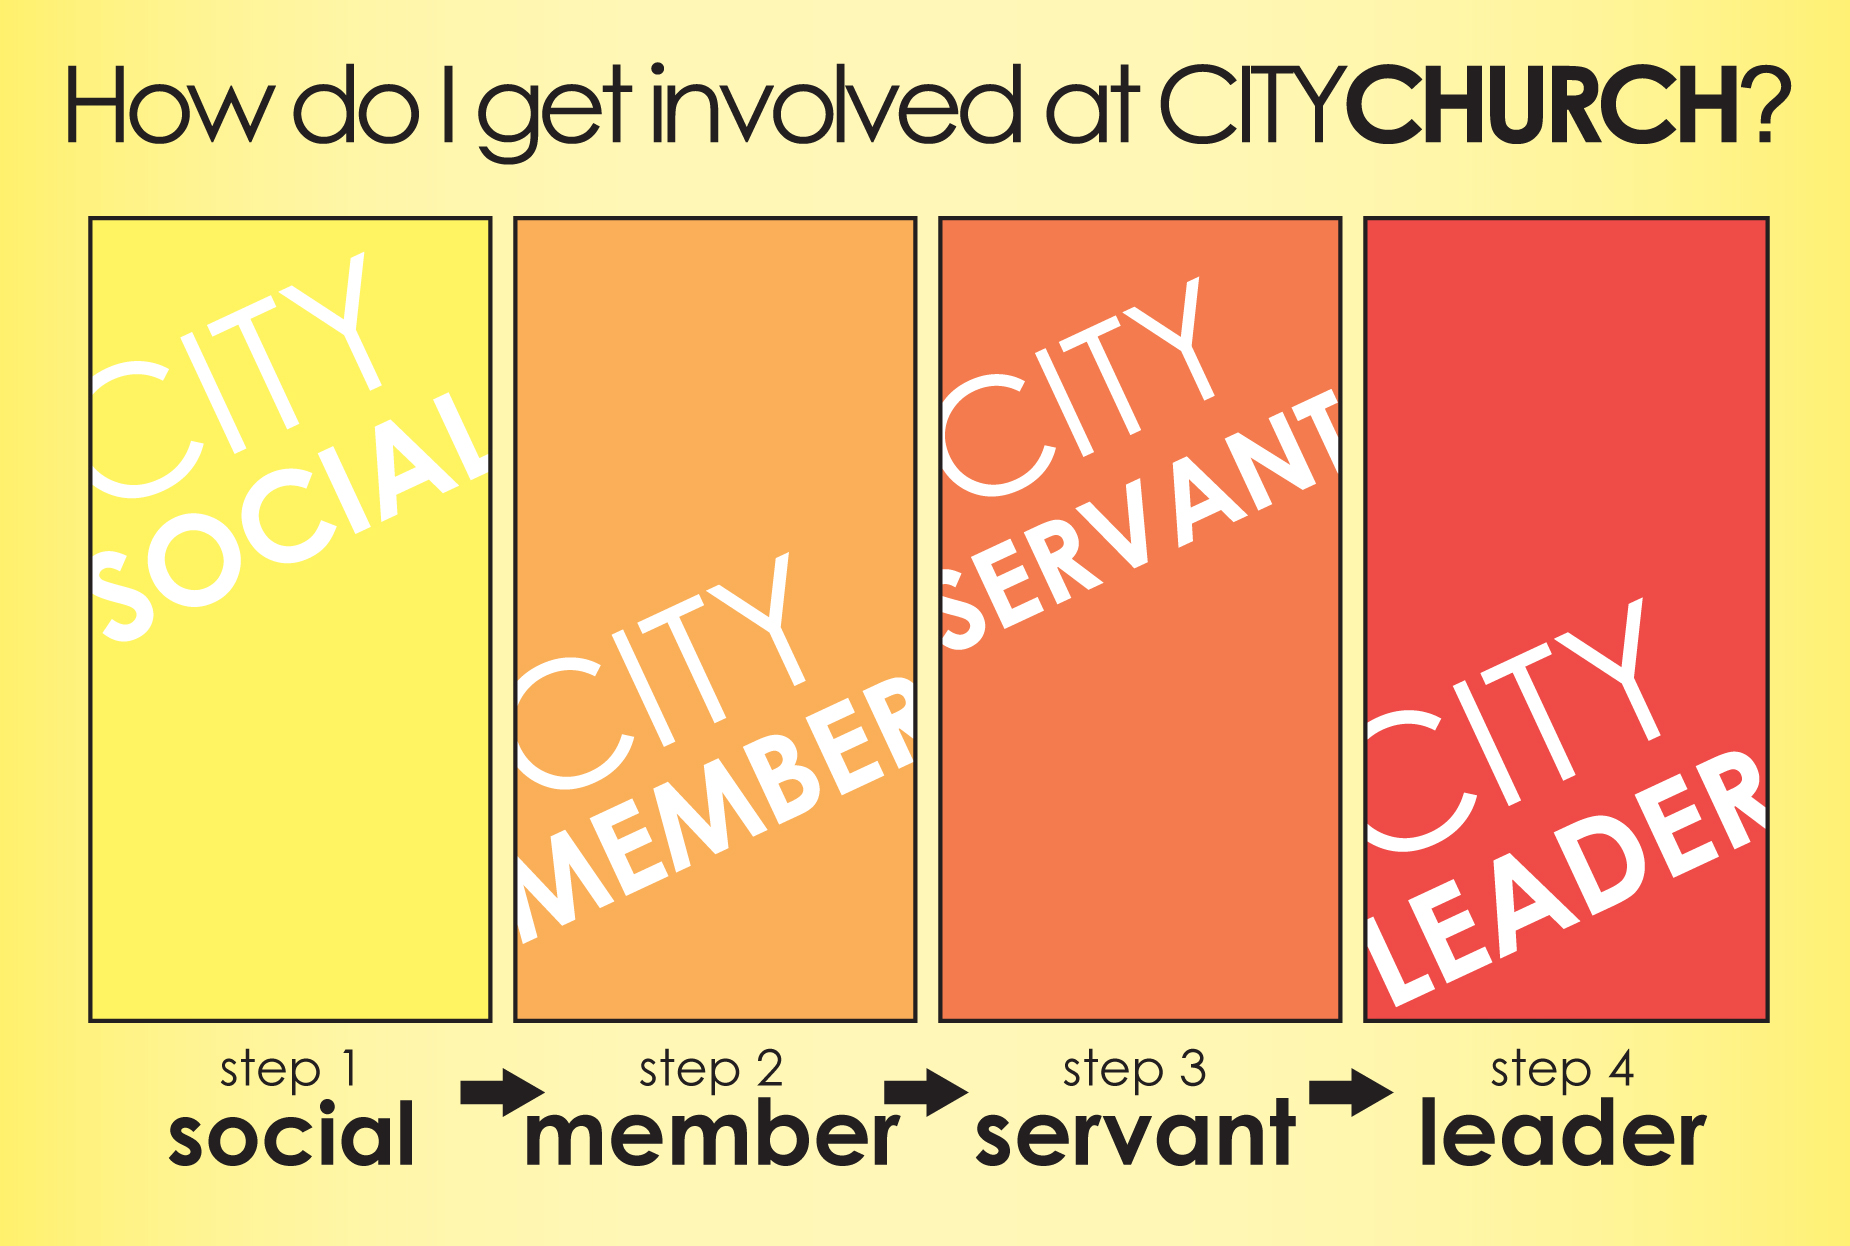 How do I get involved at CITYCHURCH?
CITY
SOCIAL
CITY
MEMBER
CITY
SERVANT
CITY
LEADER
step 1
social
step 2
member
step 3
servant
step 4
leader